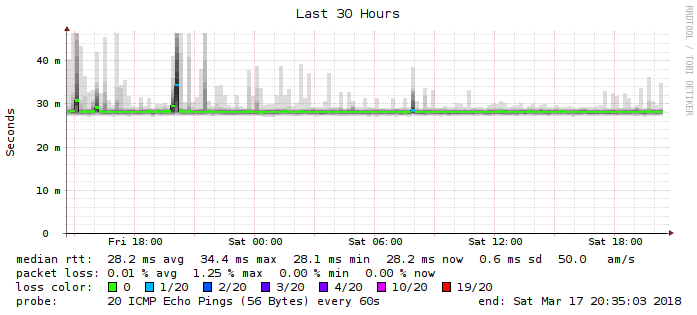 Last 30 Hours
RRDTOOL / TOBI OETIKER
Seconds
40 m
30 m
20 m
10 m
0
Fri 18:00 Sat 00:00 Sat 06:00 Sat 12:00 Sat 18:00
median rtt: 28.2 ms avg 34.4 ms max 28.1 ms min 28.2 ms now 0.6 ms sd 50.0 am/s
packet loss: 0.01 % avg 1.25 % max 0.00 % min 0.00 % now
loss color: 0 1/20 2/20 3/20 4/20 10/20 19/20
probe: 20 ICMP Echo Pings (56 Bytes) every 60s end: Sat Mar 17 20:35:03 2018